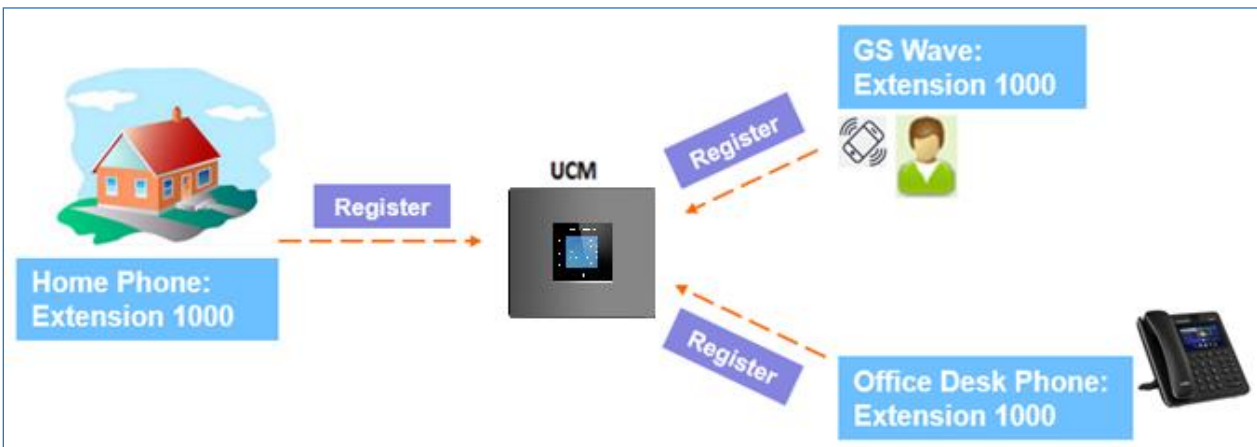 GS Wave:
Extension 1000
UCM
Register
Register
Home Phone:
Extension 1000
Register
Office Desk Phone:
Extension 1000